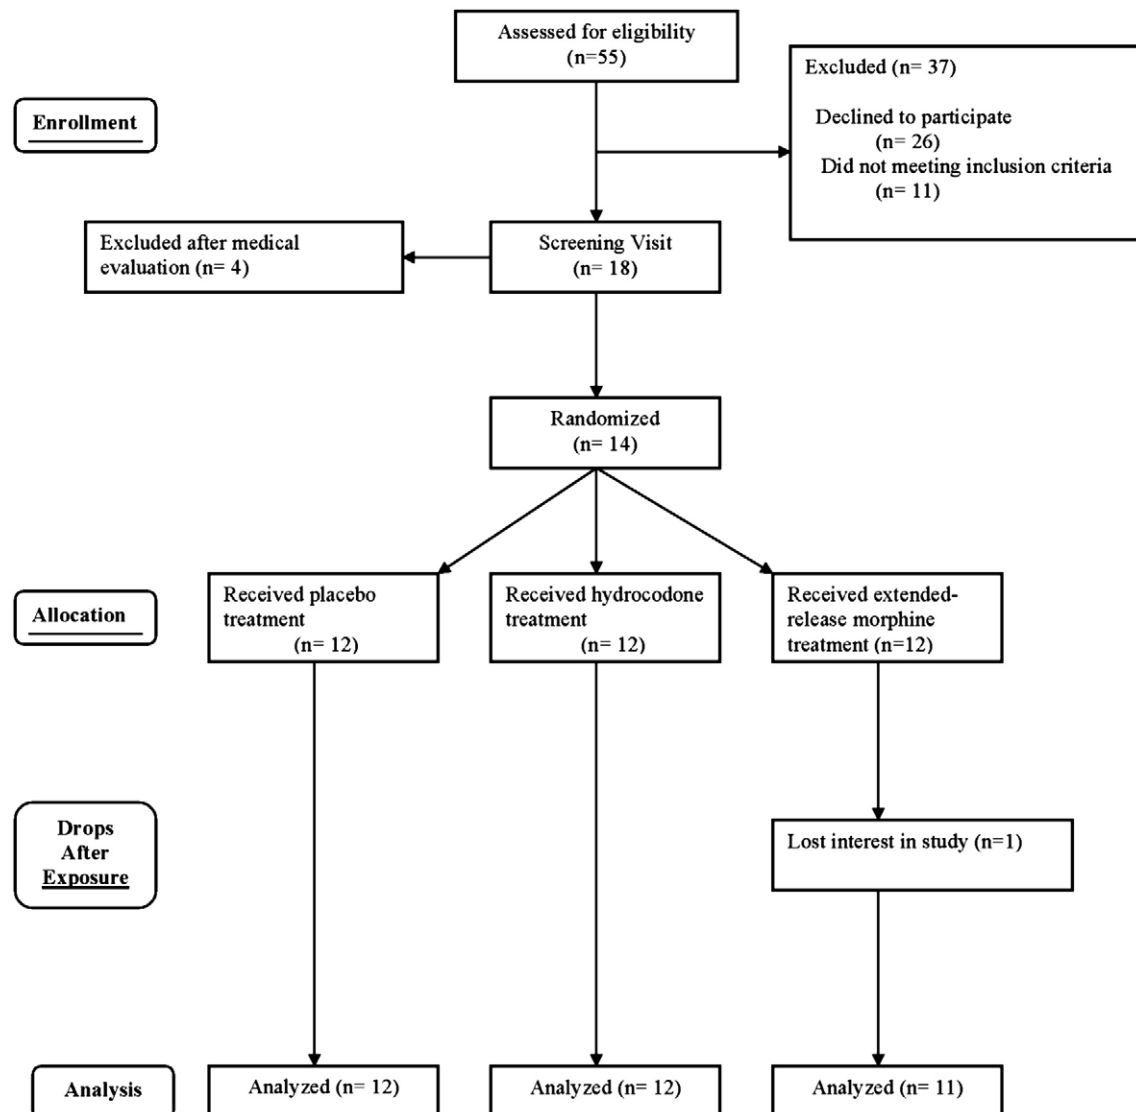 Assessed for eligibility
(n=55)
Excluded (n= 37)
Declined to participate
(n= 26)
Did not meeting inclusion criteria
(n= 11)
Enrollment
Excluded after medical
evaluation (n= 4)
Screening Visit
(n= 18)
Randomized
(n= 14)
Allocation
Received placebo
treatment
(n= 12)
Received hydrocodone
treatment
(n= 12)
Received extended-
release morphine
treatment (n=12)
Drops
After
Exposure
Lost interest in study (n=1)
Analysis
Analyzed (n= 12)
Analyzed (n= 12)
Analyzed (n= 11)